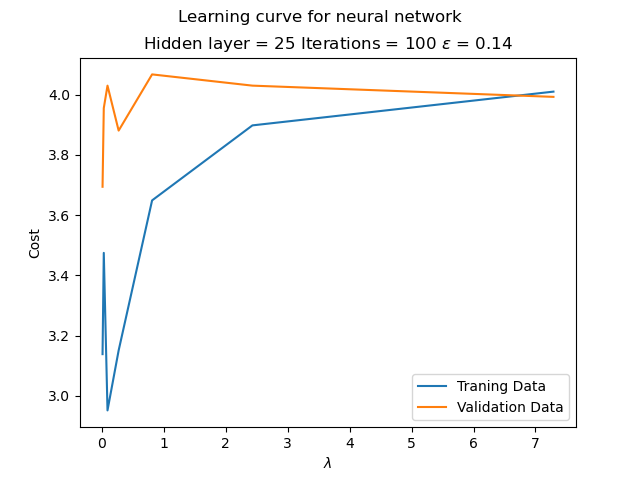 Learning curve for neural network
Hidden layer = 25 Iterations = 100 ε = 0.14
Cost
4.0
3.8
3.6
3.4
3.2
3.0
Traning Data
Validation Data
0 1 2 3 4 5 6 7
λ